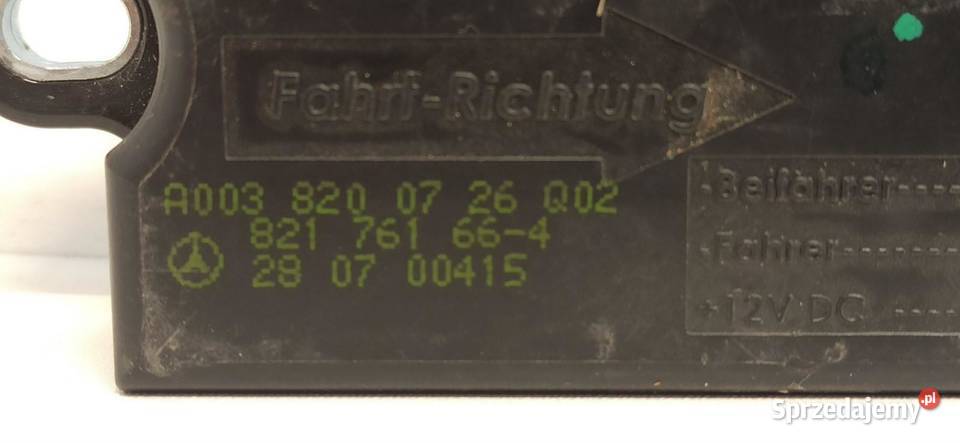 Fahrt-Richtung
A003 820 07 26 Q02
821 761 66-4
28 07 00415
Beifahrer----
Fahrer-------
+12V DC ----
Sprzedajemy.pl